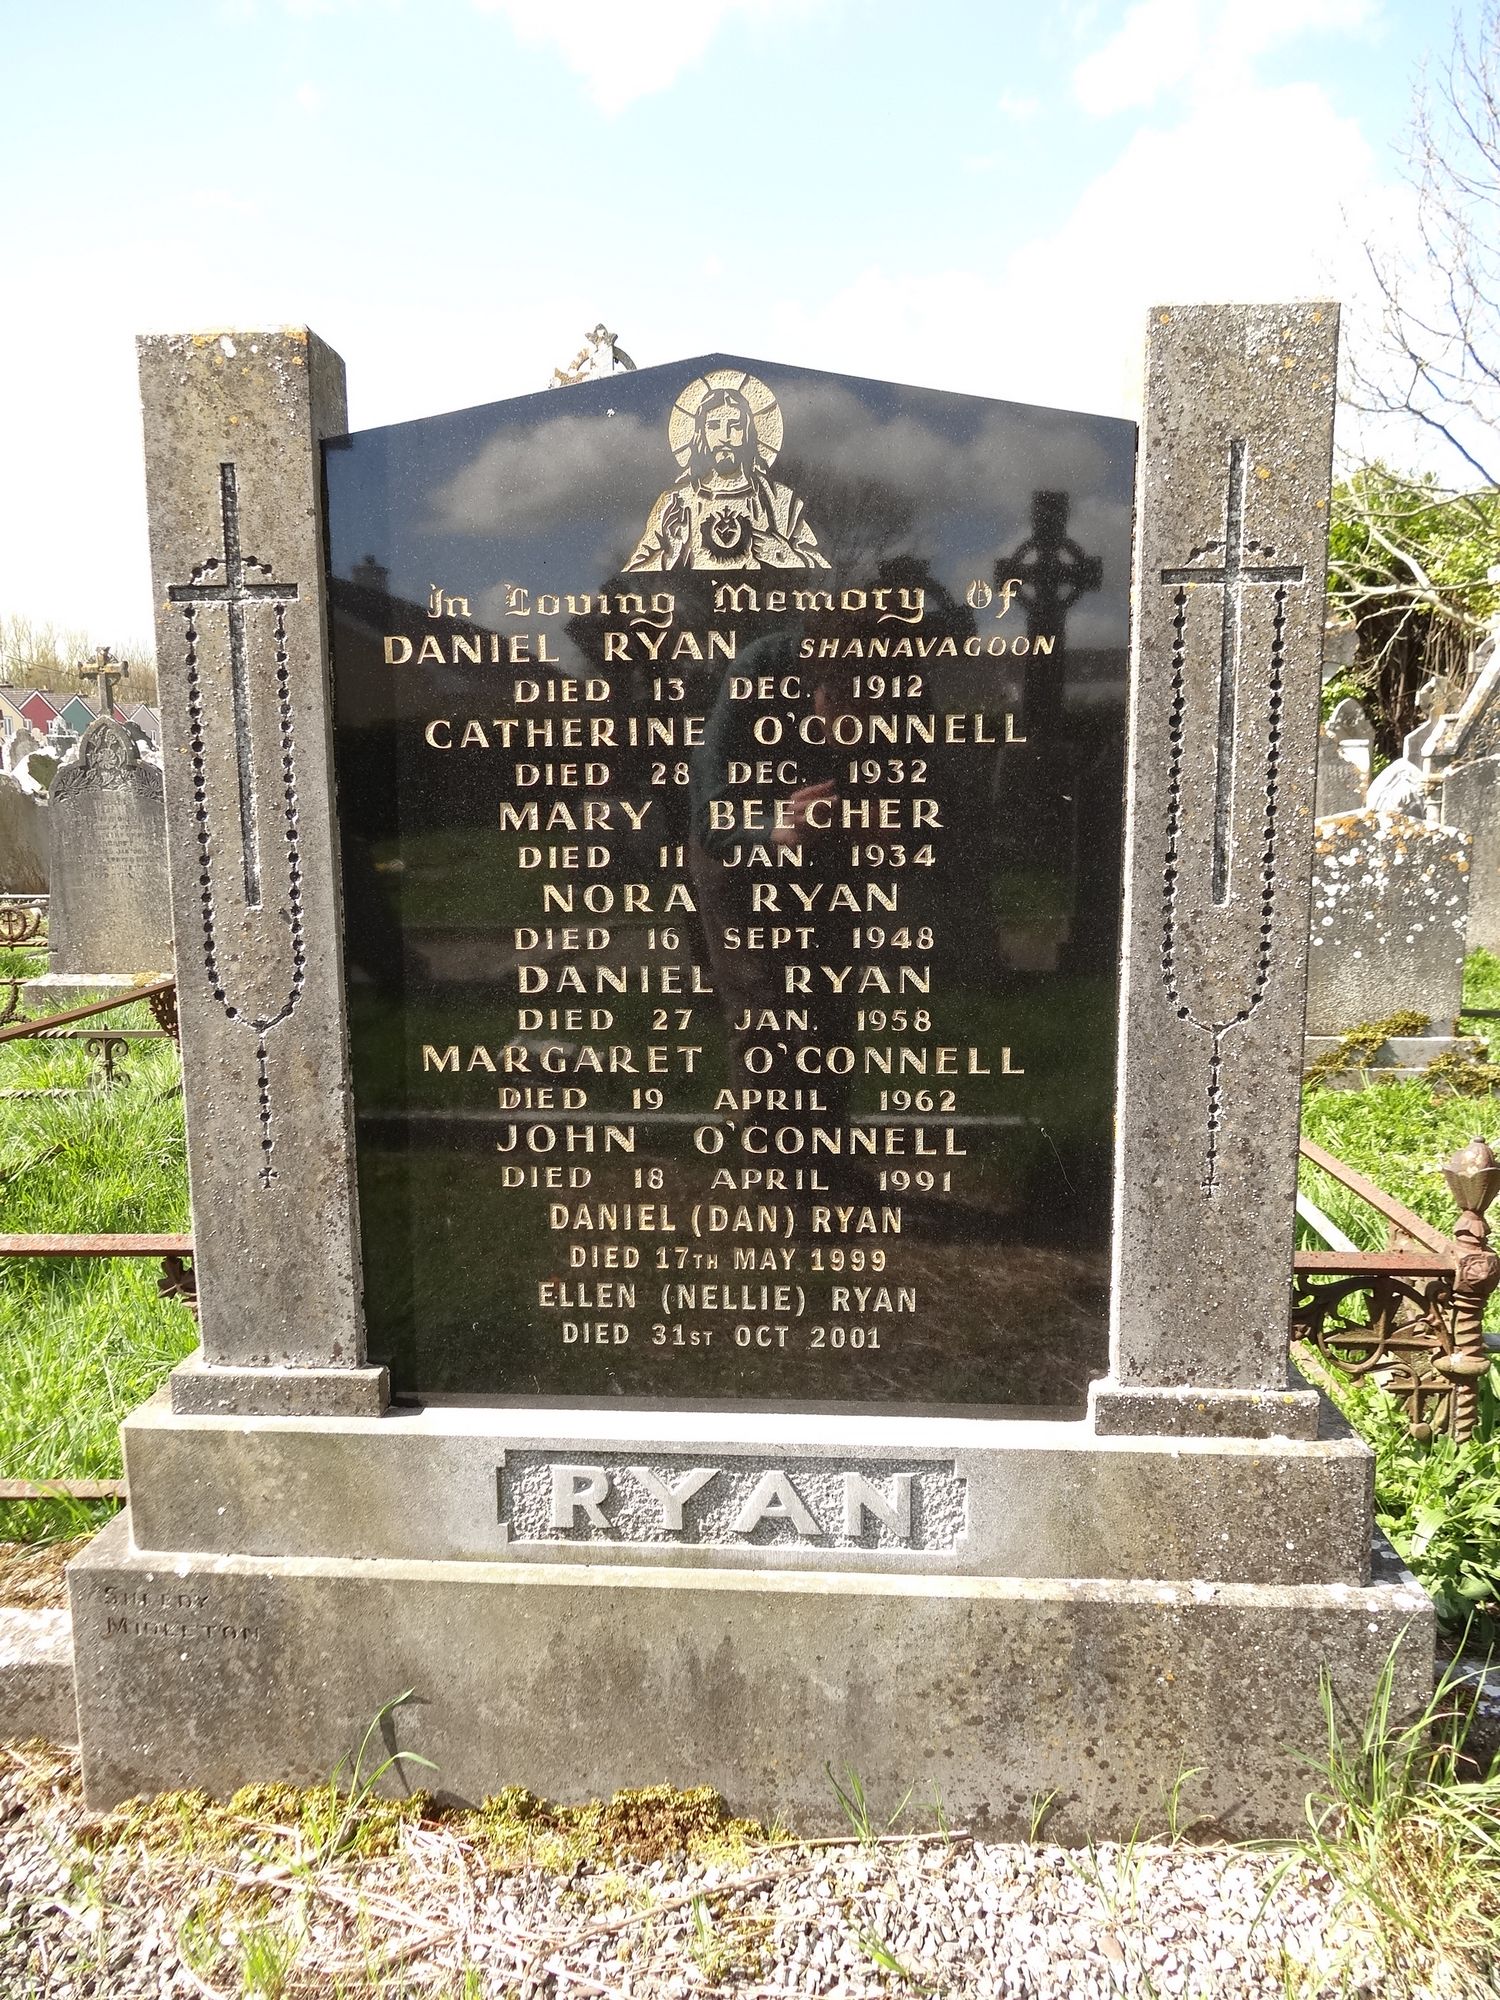 In Loving Memory Of
DANIEL RYAN SHANAVAGOON
DIED 13 DEC. 1912
CATHERINE O'CONNELL
DIED 28 DEC. 1932
MARY BEECHER
DIED 11 JAN. 1934
NORA RYAN
DIED 16 SEPT. 1948
DANIEL RYAN
DIED 27 JAN. 1958
MARGARET O'CONNELL
DIED 19 APRIL 1962
JOHN O'CONNELL
DIED 18 APRIL 1991
DANIEL (DAN) RYAN
DIED 17TH MAY 1999
ELLEN (NELLIE) RYAN
DIED 31ST OCT 2001
RYAN
SHEEDY
MIDLETON